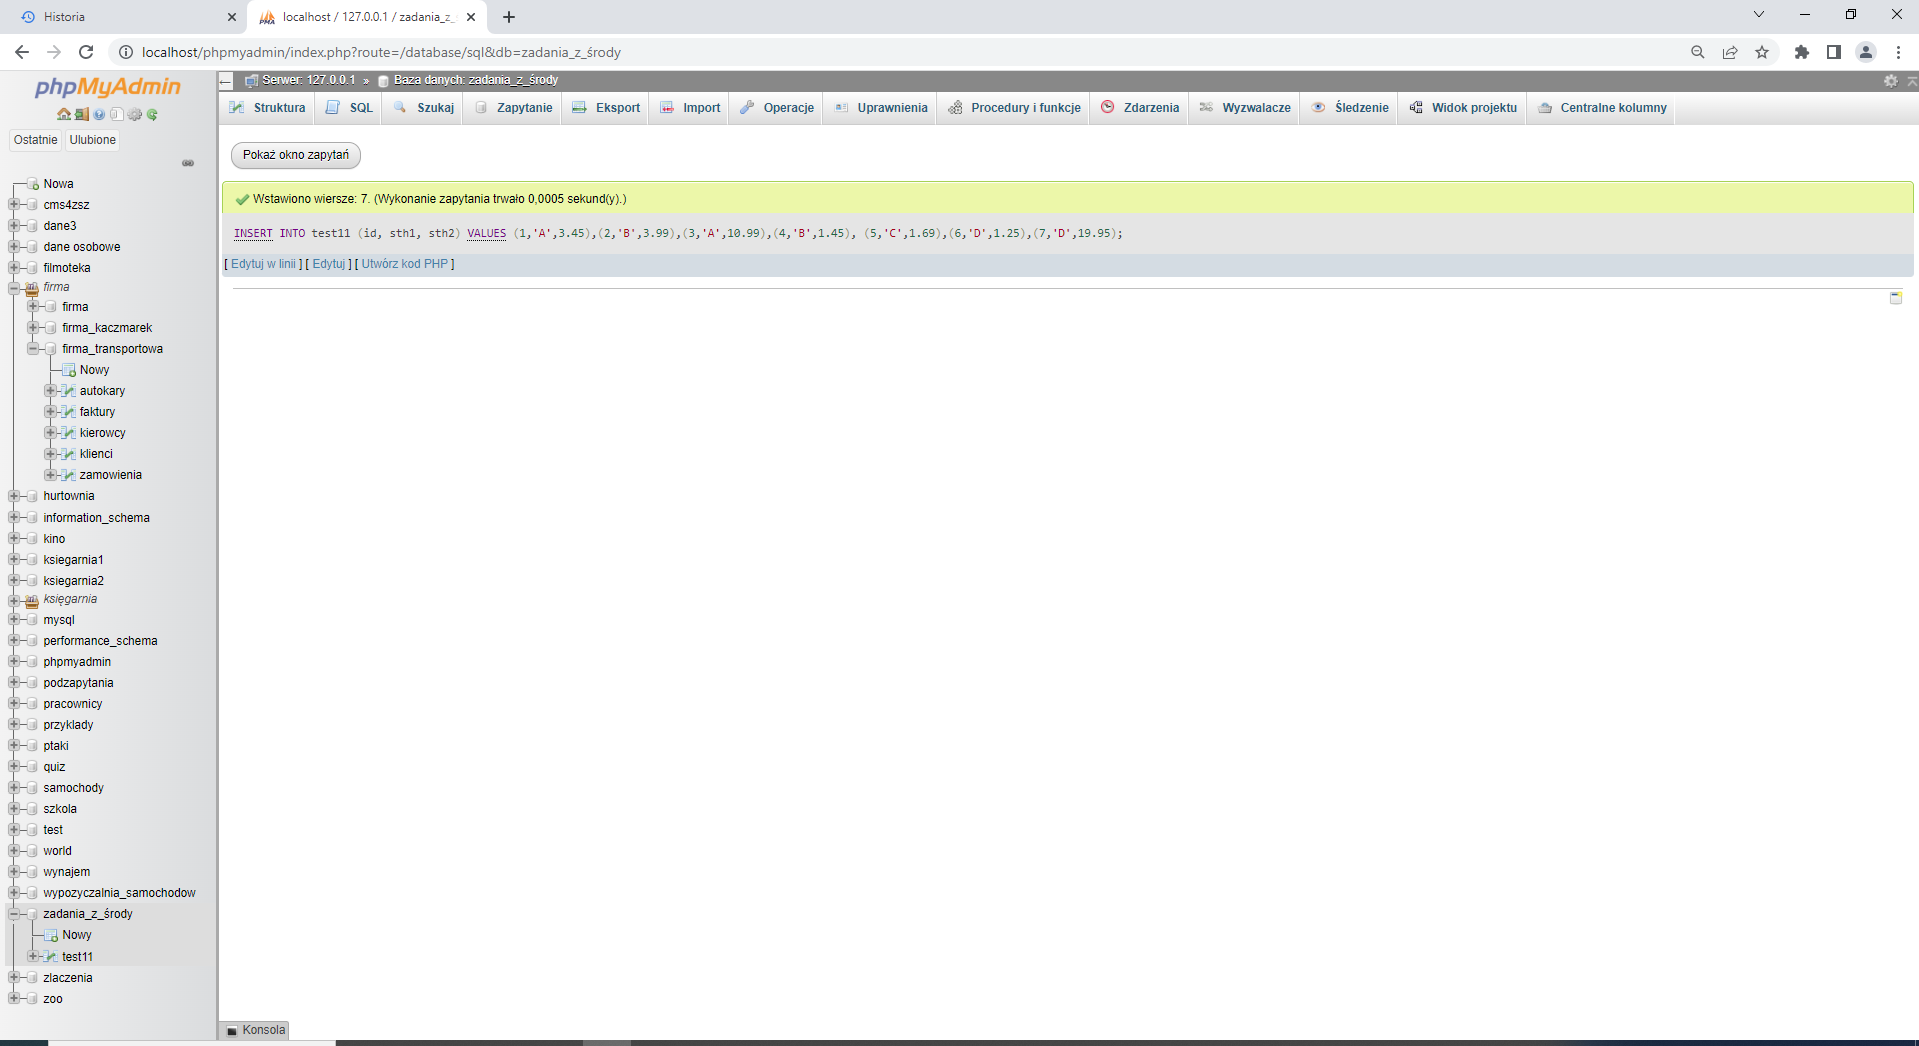 Historia
localhost / 127.0.0.1 / zadania_z_ś
localhost/phpmyadmin/index.php?route=/database/sql&db=zadania_z_środy
phpMyAdmin
Ostatnie
Ulubione
Nowa
cms4zsz
dane3
dane osobowe
filmoteka
firma
firma
firma_kaczmarek
firma_transportowa
Nowy
autokary
faktury
kierowcy
klienci
zamowienia
hurtownia
information_schema
kino
ksiegarnia1
ksiegarnia2
księgarnia
mysql
performance_schema
phpmyadmin
podzapytania
pracownicy
przyklady
ptaki
quiz
samochody
szkola
test
world
wynajem
wypozyczalnia_samochodow
zadania_z_środy
Nowy
test11
zlaczenia
zoo
Serwer: 127.0.0.1 » Baza danych: zadania_z_środy
Struktura
SQL
Szukaj
Zapytanie
Eksport
Import
Operacje
Uprawnienia
Procedury i funkcje
Zdarzenia
Wyzwalacze
Śledzenie
Widok projektu
Centralne kolumny
Pokaż okno zapytań
Wstawiono wiersze: 7. (Wykonanie zapytania trwało 0,0005 sekund(y).)
INSERT INTO test11 (id, sth1, sth2) VALUES (1,'A',3.45),(2,'B',3.99),(3,'A',10.99),(4,'B',1.45), (5,'C',1.69),(6,'D',1.25),(7,'D',19.95);
[ Edytuj w linii ] [ Edytuj ] [ Utwórz kod PHP ]
Konsola